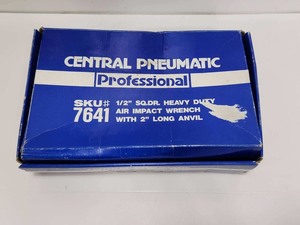 CENTRAL PNEUMATIC
Professional
SKU# 1/2" SQ.DR. HEAVY DUTY
7641 AIR IMPACT WRENCH
WITH 2" LONG ANVIL